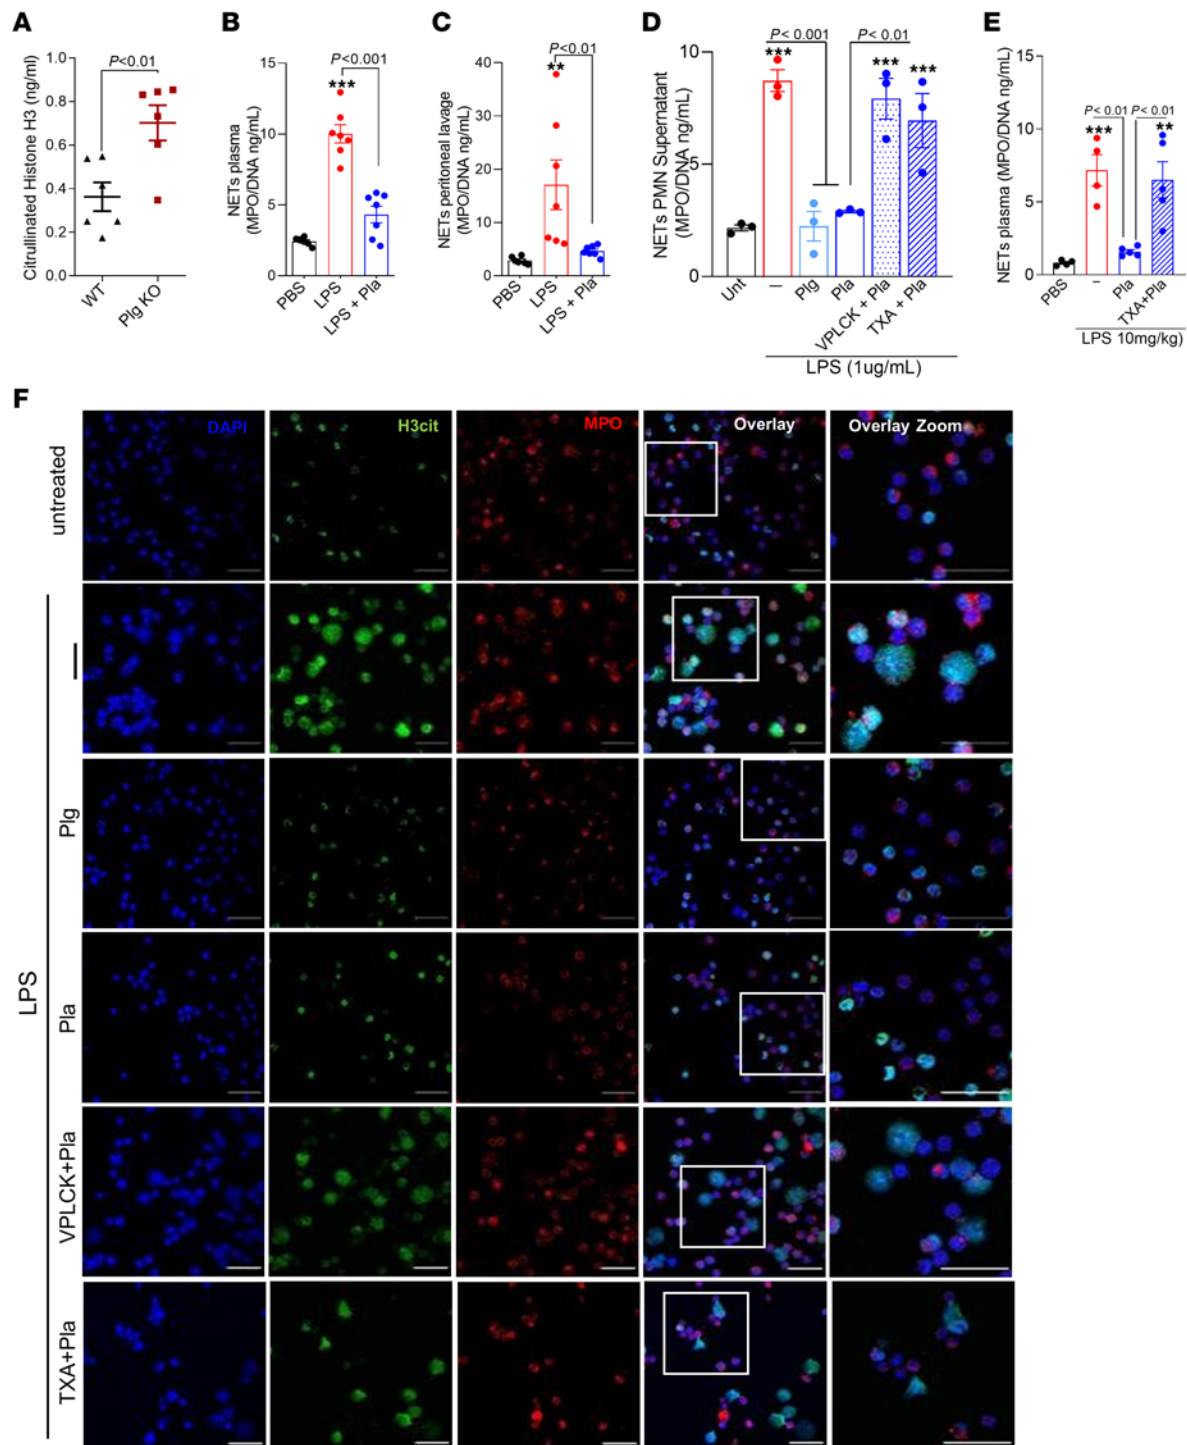 A
Citrullinated Histone H3 (ng/ml)
1.0
0.8
0.6
0.4
0.2
0.0
P<0.01
WT
Plg KO
B
NETs plasma
(MPO/DNA ng/mL)
15
10
5
0
P<0.001
***
PBS
LPS
LPS + Pla
C
NETs peritoneal lavage
(MPO/DNA ng/mL)
40
30
20
10
0
P<0.01
**
PBS
LPS
LPS + Pla
D
NETs PMN Supernatant
(MPO/DNA ng/mL)
10
5
0
P< 0.001
P< 0.01
***
***
***
Unt
–
Plg
Pla
VPLCK + Pla
TXA + Pla
LPS (1ug/mL)
E
NETs plasma (MPO/DNA ng/mL)
15
10
5
0
P< 0.01
P< 0.01
***
**
PBS
–
Pla
TXA+Pla
LPS 10mg/kg)
F
DAPI
H3cit
MPO
Overlay
Overlay Zoom
untreated
LPS
–
Plg
Pla
VPLCK+Pla
TXA+Pla